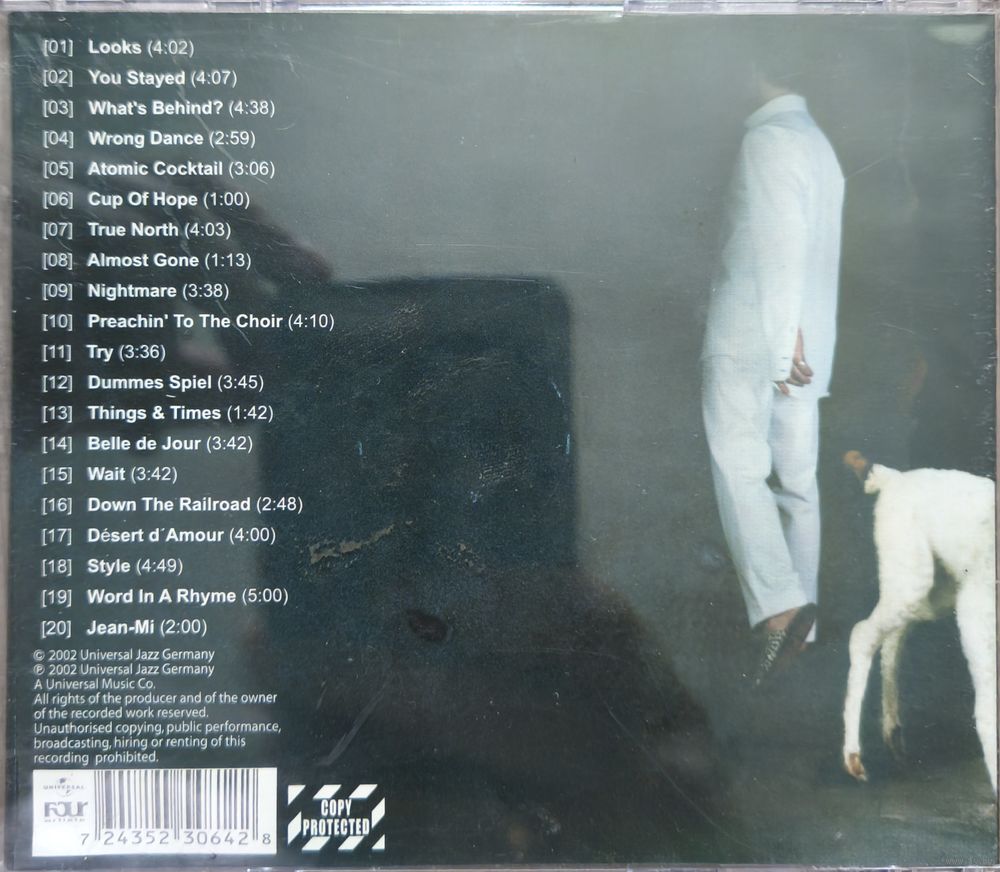 [01] Looks (4:02)
[02] You Stayed (4:07)
[03] What's Behind? (4:38)
[04] Wrong Dance (2:59)
[05] Atomic Cocktail (3:06)
[06] Cup Of Hope (1:00)
[07] True North (4:03)
[08] Almost Gone (1:13)
[09] Nightmare (3:38)
[10] Preachin' To The Choir (4:10)
[11] Try (3:36)
[12] Dummes Spiel (3:45)
[13] Things & Times (1:42)
[14] Belle de Jour (3:42)
[15] Wait (3:42)
[16] Down The Railroad (2:48)
[17] Désert d´Amour (4:00)
[18] Style (4:49)
[19] Word In A Rhyme (5:00)
[20] Jean-Mi (2:00)
© 2002 Universal Jazz Germany
℗ 2002 Universal Jazz Germany
A Universal Music Co.
All rights of the producer and of the owner
of the recorded work reserved.
Unauthorised copying, public performance,
broadcasting, hiring or renting of this
recording prohibited.
UNIVERSAL
FOUR
artists
7 24352 30642 8
COPY
PROTECTED